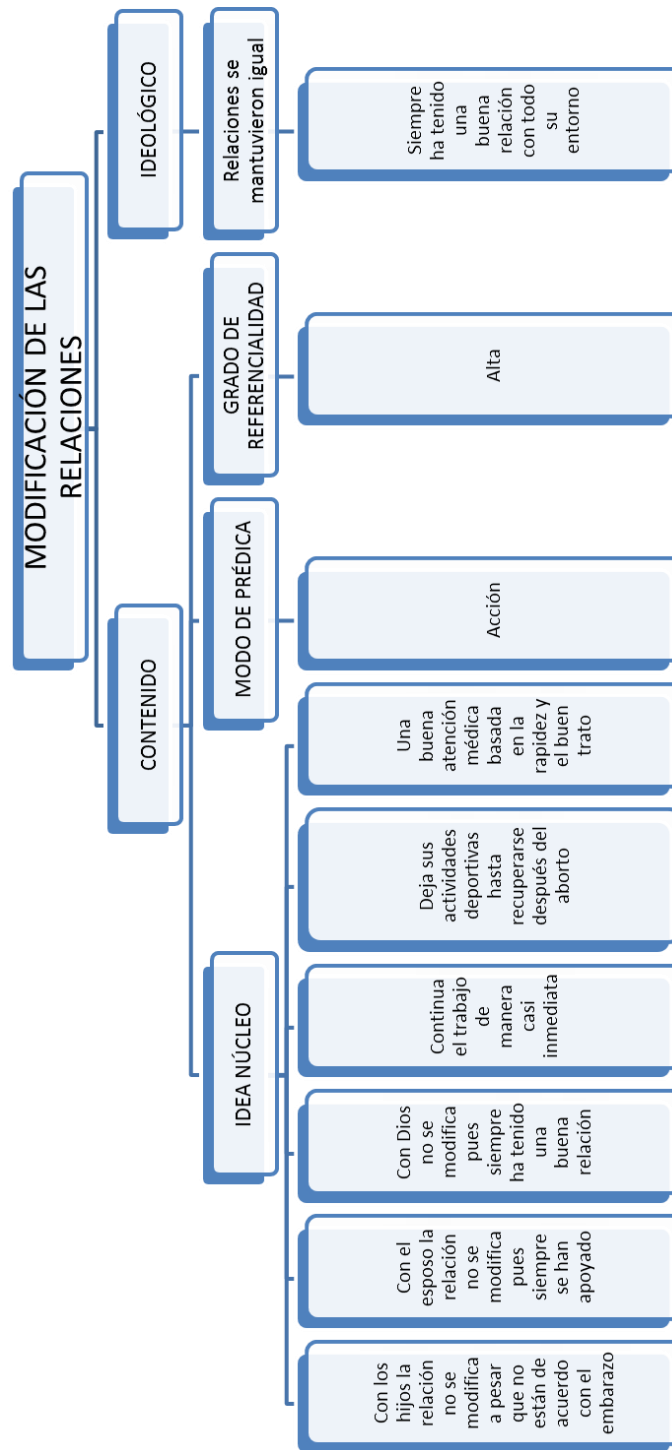 MODIFICACIÓN DE LAS
RELACIONES
CONTENIDO
IDEOLÓGICO
IDEA NÚCLEO
MODO DE PRÉDICA
GRADO DE
REFERENCIALIDAD
Relaciones se
mantuvieron igual
Con los
hijos la
relación
no se
modifica
a pesar
que no
están de
acuerdo
con el
embarazo
Con el
esposo la
relación
no se
modifica
pues
siempre
se han
apoyado
Con Dios
no se
modifica
pues
siempre
ha tenido
una
buena
relación
Continua
el trabajo
de
manera
casi
inmediata
Deja sus
actividades
deportivas
hasta
recuperarse
después del
aborto
Una
buena
atención
médica
basada
en la
rapidez y
el buen
trato
Acción
Alta
Siempre
ha tenido
una
buena
relación
con todo
su
entorno